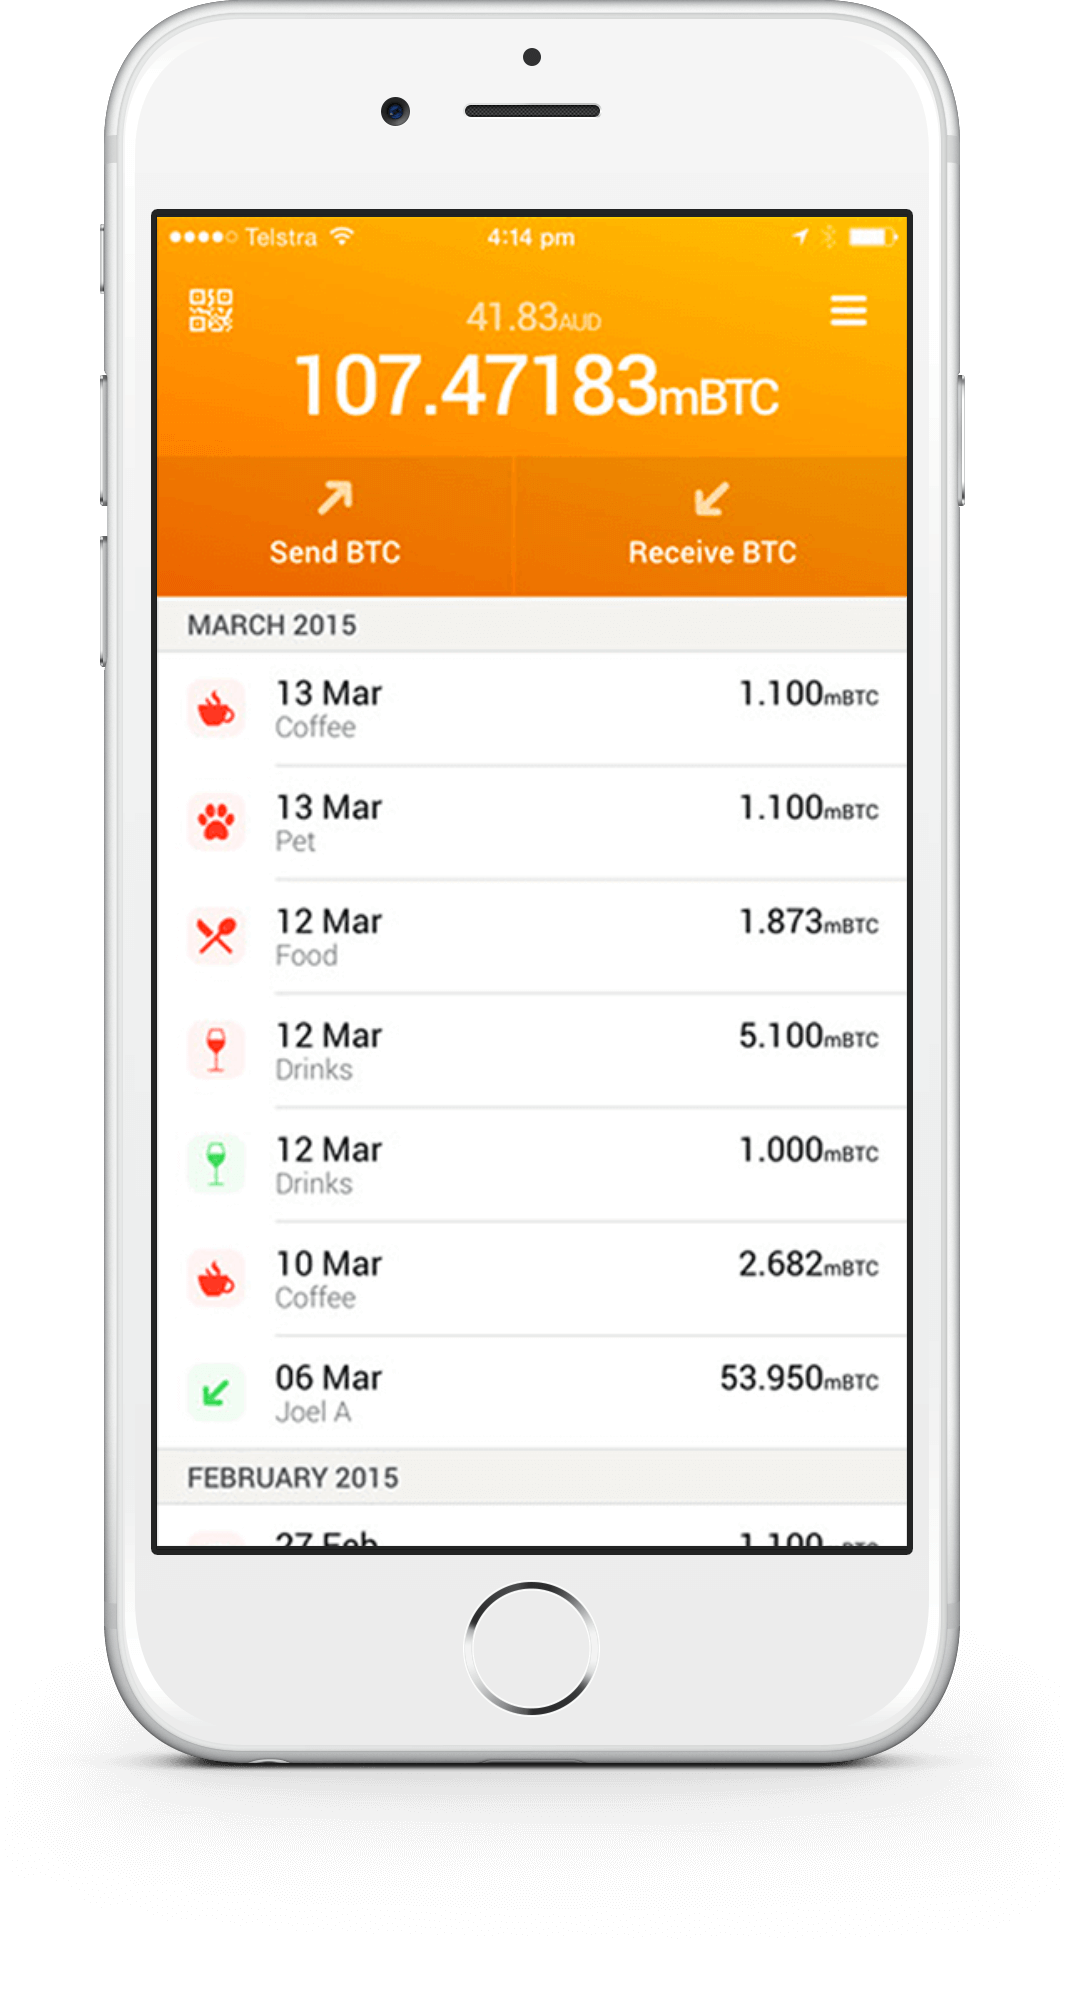 Telstra 4:14 pm
41.83AUD
107.47183mBTC
Send BTC Receive BTC
MARCH 2015
13 Mar 1.100mBTC
Coffee
13 Mar 1.100mBTC
Pet
12 Mar 1.873mBTC
Food
12 Mar 5.100mBTC
Drinks
12 Mar 1.000mBTC
Drinks
10 Mar 2.682mBTC
Coffee
06 Mar 53.950mBTC
Joel A
FEBRUARY 2015
27 Feb 1.100mBTC